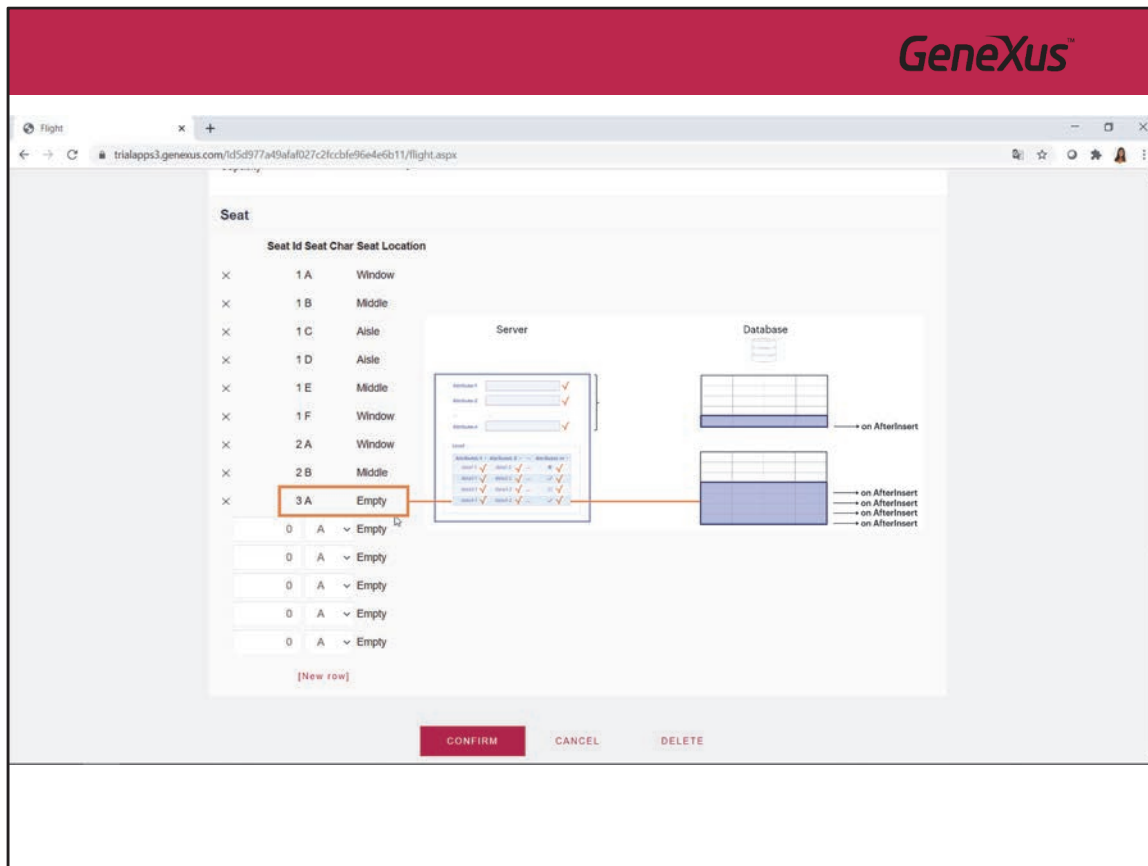 GeneXus™
Flight
trialapps3.genexus.com/Id5d977a49afaf027c2fccbfe96e4e6b11/flight.aspx
Seat
Seat Id Seat Char Seat Location
1 A Window
1 B Middle
1 C Aisle
1 D Aisle
1 E Middle
1 F Window
2 A Window
2 B Middle
3 A Empty
0 A Empty
0 A Empty
0 A Empty
0 A Empty
0 A Empty
[New row]
Server
Database
Level
on AfterInsert
on AfterInsert
on AfterInsert
on AfterInsert
on AfterInsert
CONFIRM CANCEL DELETE